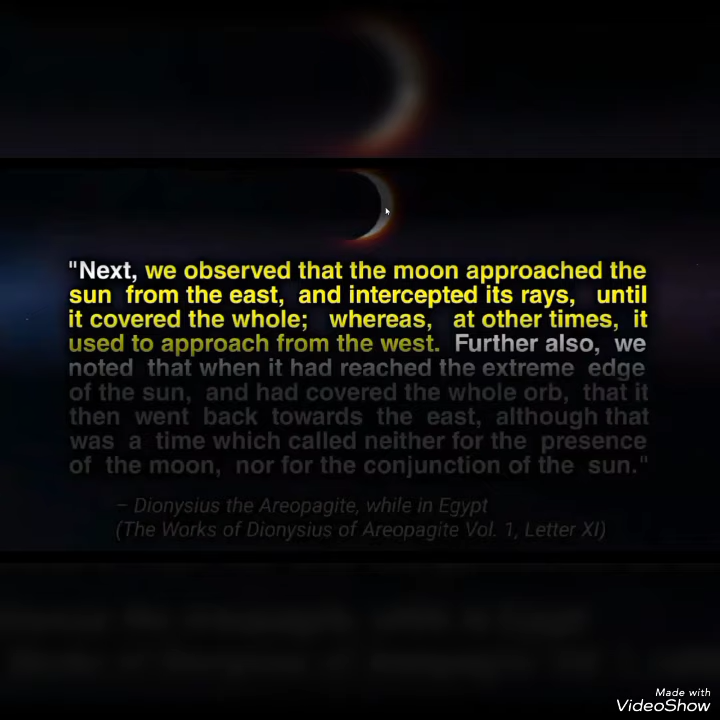 "Next, we observed that the moon approached the
sun from the east, and intercepted its rays, until
it covered the whole; whereas, at other times, it
used to approach from the west. Further also, we
noted that when it had reached the extreme edge
of the sun, and had covered the whole orb, that it
then went back towards the east, although that
was a time which called neither for the presence
of the moon, nor for the conjunction of the sun."
– Dionysius the Areopagite, while in Egypt
(The Works of Dionysius of Areopagite Vol. 1, Letter XI)
Made with
VideoShow